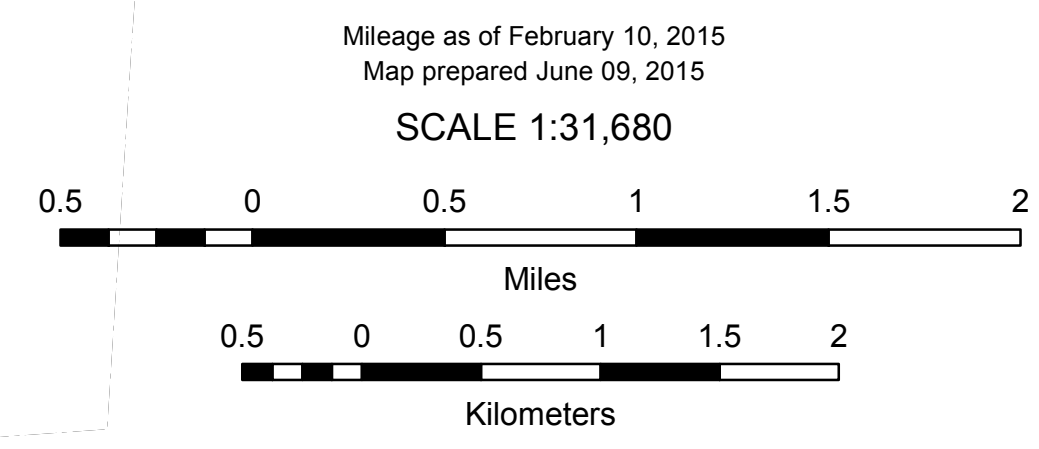 Mileage as of February 10, 2015
Map prepared June 09, 2015
SCALE 1:31,680
0.5 0 0.5 1 1.5 2
Miles
0.5 0 0.5 1 1.5 2
Kilometers